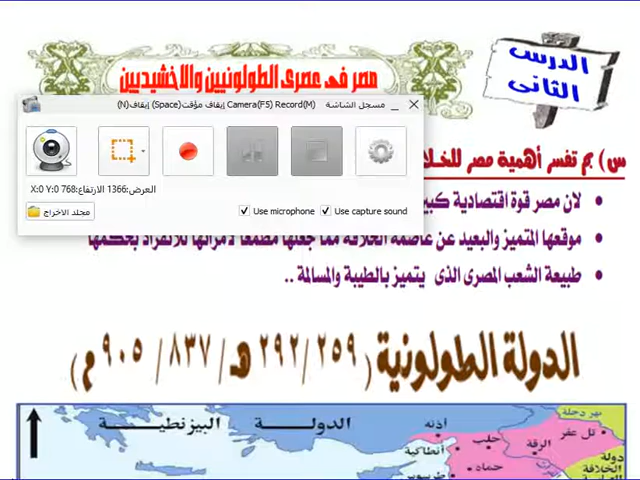 الدرس
الثانى
مصر فى عصرى الطولونيين والاخشيديين
مسجل الشاشة Camera(F5) Record(M) إيقاف مؤقت (Space) إيقاف(N)
X:0 Y:0 العرض:1366 الارتفاع:768
مجلد الاخراج
Use microphone
Use capture sound
س) بم تفسر أهمية مصر
لان مصر قوة اقتصادية
موقعها المتميز والبعيد عن عاصمة الخلافة مما جعلها مطمعا لأمرائها للانفراد بحكمها
طبيعة الشعب المصرى الذى يتميز بالطيبة والمسالمة ..
الدولة الطولونية ( ٢٥٩ / ٢٩٢ هـ / ٨٣٧ / ٩٠٥ م )
الدولة البيزنطية
نهر دجلة
أذنه
تل عفر
حلب
الرقة
أنطاكية
دولة
حماه
الخلافة